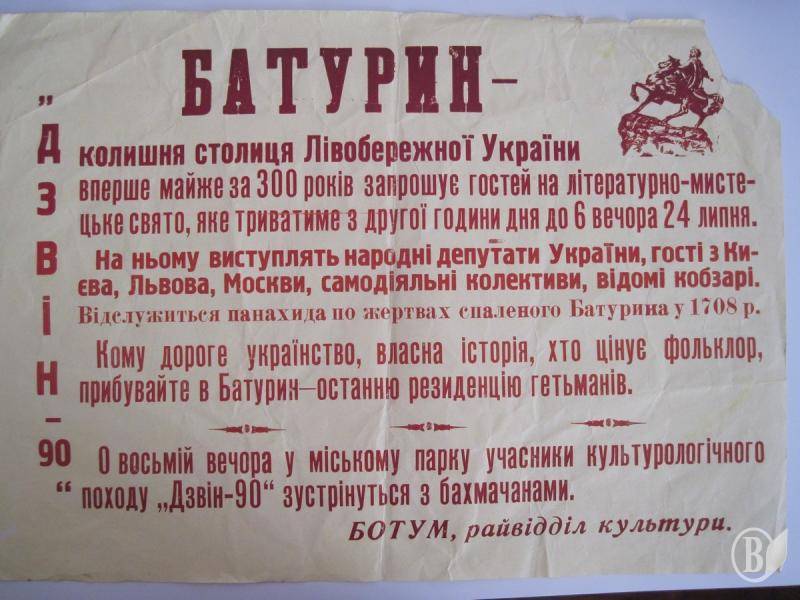 БАТУРИН–
„ДЗВІН–90“
колишня столиця Лівобережної України
вперше майже за 300 років запрошує гостей на літературно-мисте-
цьке свято, яке триватиме з другої години дня до 6 вечора 24 липня.
На ньому виступлять народні депутати України, гості з Ки-
єва, Львова, Москви, самодіяльні колективи, відомі кобзарі.
Відслужиться панахида по жертвах спаленого Батурина у 1708 р.
Кому дороге українство, власна історія, хто цінує фольклор,
прибувайте в Батурин—останню резиденцію гетьманів.
О восьмій вечора у міському парку учасники культурологічного
походу „Дзвін-90“ зустрінуться з бахмачанами.
БОТУМ, райвідділ культури.
В